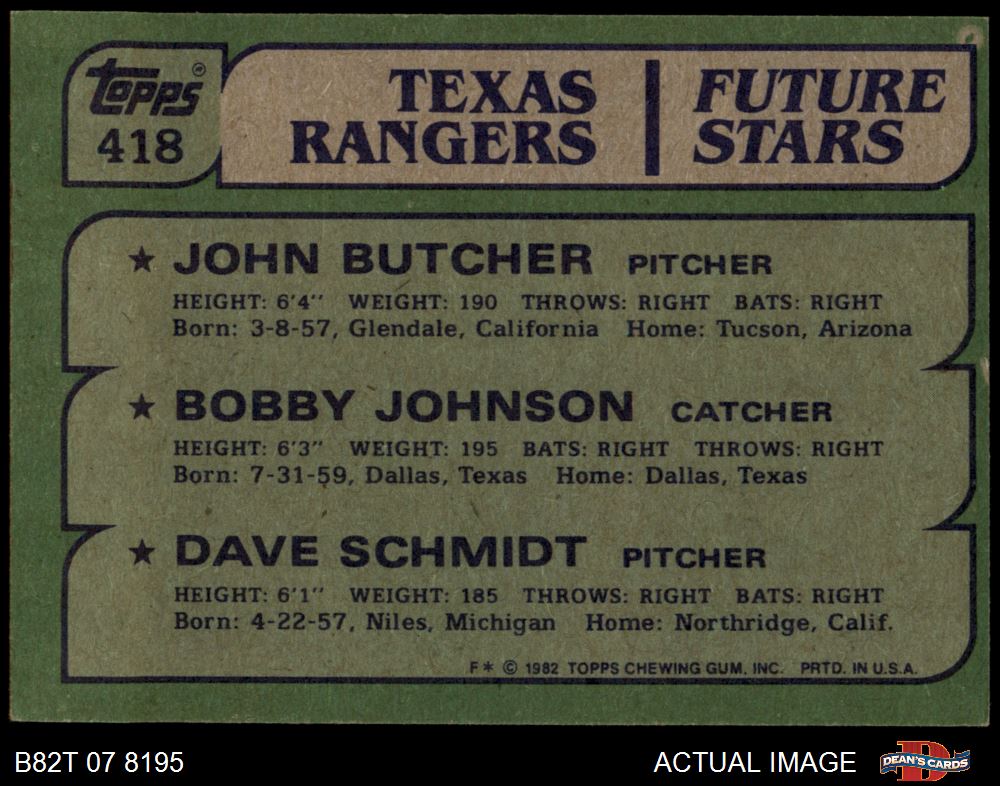 Topps®
418
TEXAS RANGERS
FUTURE STARS
★ JOHN BUTCHER PITCHER
HEIGHT: 6'4" WEIGHT: 190 THROWS: RIGHT BATS: RIGHT
Born: 3-8-57, Glendale, California Home: Tucson, Arizona
★ BOBBY JOHNSON CATCHER
HEIGHT: 6'3" WEIGHT: 195 BATS: RIGHT THROWS: RIGHT
Born: 7-31-59, Dallas, Texas Home: Dallas, Texas
★ DAVE SCHMIDT PITCHER
HEIGHT: 6'1" WEIGHT: 185 THROWS: RIGHT BATS: RIGHT
Born: 4-22-57, Niles, Michigan Home: Northridge, Calif.
F* © 1982 TOPPS CHEWING GUM, INC. PRTD. IN U.S.A.
B82T 07 8195
ACTUAL IMAGE
D
DEAN'S CARDS